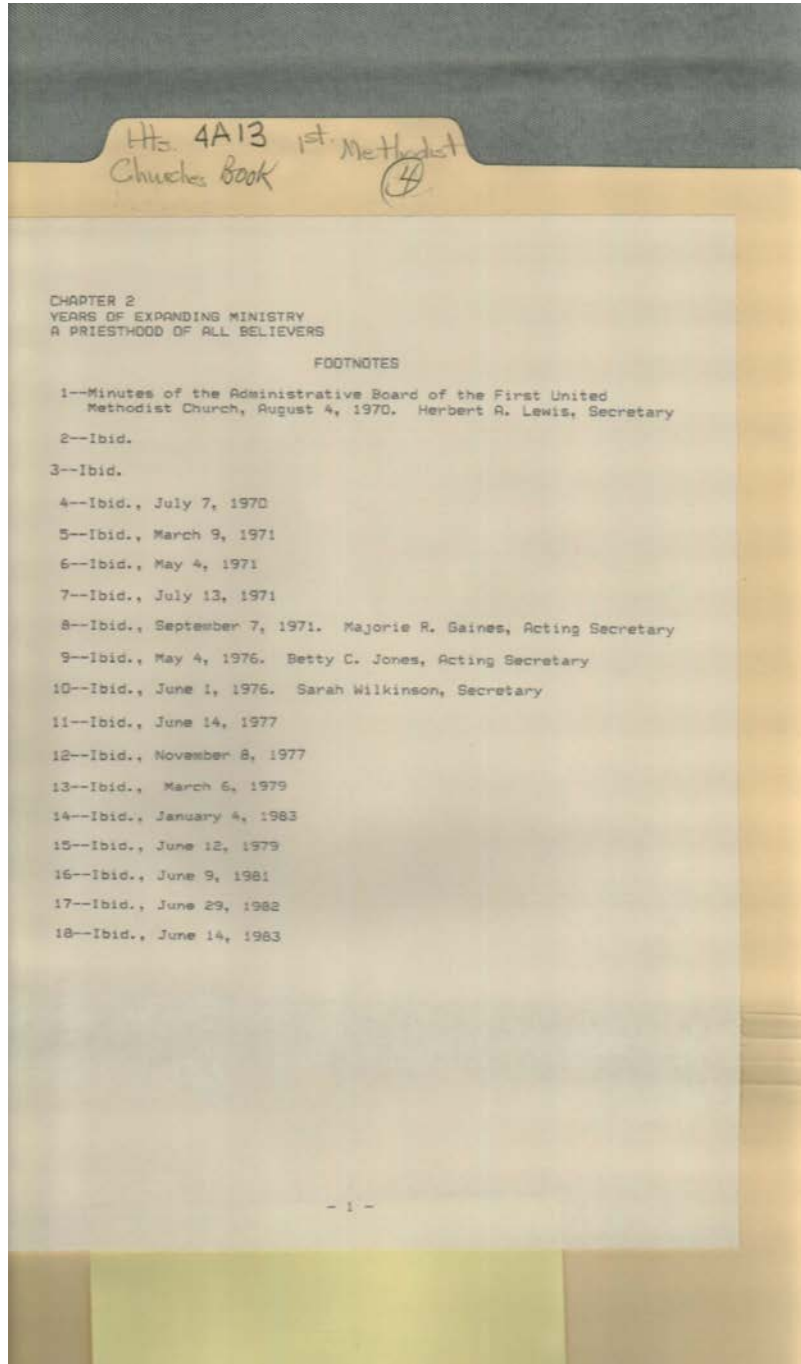 Hts. 4A13 1st. Methodist
Churches Book 4
CHAPTER 2
YEARS OF EXPANDING MINISTRY
A PRIESTHOOD OF ALL BELIEVERS
FOOTNOTES
1--Minutes of the Administrative Board of the First United
Methodist Church, August 4, 1970. Herbert A. Lewis, Secretary
2--Ibid.
3--Ibid.
4--Ibid., July 7, 1970
5--Ibid., March 9, 1971
6--Ibid., May 4, 1971
7--Ibid., July 13, 1971
8--Ibid., September 7, 1971. Majorie R. Gaines, Acting Secretary
9--Ibid., May 4, 1976. Betty C. Jones, Acting Secretary
10--Ibid., June 1, 1976. Sarah Wilkinson, Secretary
11--Ibid., June 14, 1977
12--Ibid., November 8, 1977
13--Ibid., March 6, 1979
14--Ibid., January 4, 1983
15--Ibid., June 12, 1979
16--Ibid., June 9, 1981
17--Ibid., June 29, 1982
18--Ibid., June 14, 1983
- 1 -